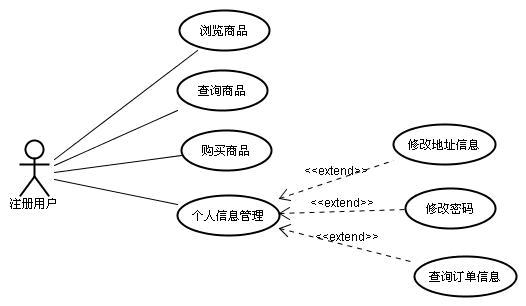 浏览商品
查询商品
购买商品
修改地址信息
<<extend>>
注册用户
个人信息管理
<<extend>>
修改密码
<<extend>>
查询订单信息